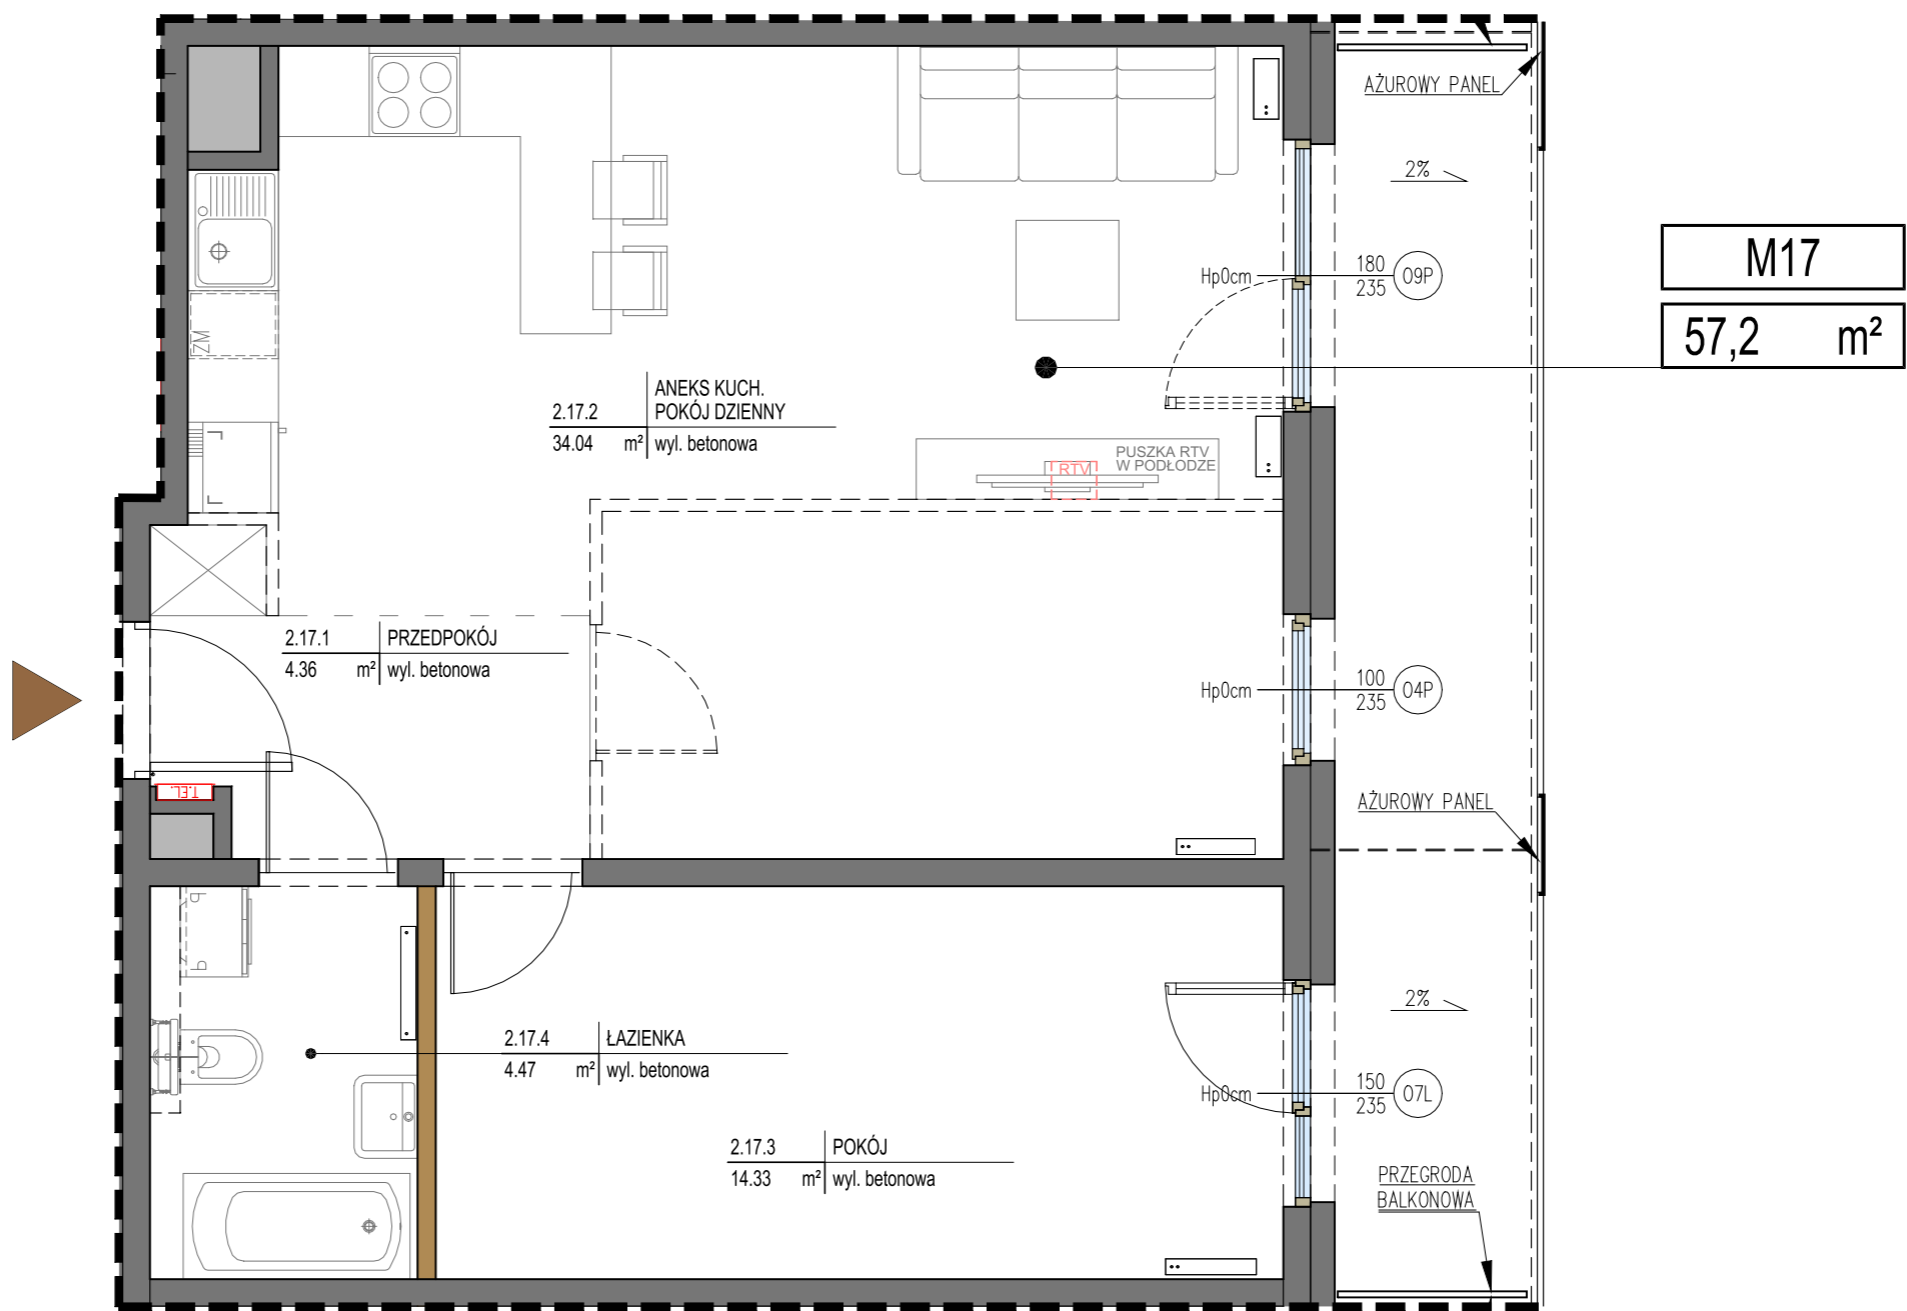 AŻUROWY PANEL
2%
M17
57,2 m²
Hp0cm
180
235
09P
ZM
2.17.2
ANEKS KUCH.
POKÓJ DZIENNY
34.04 m²
wyl. betonowa
RTV
PUSZKA RTV
W PODŁODZE
2.17.1
PRZEDPOKÓJ
4.36 m²
wyl. betonowa
Hp0cm
100
235
04P
T.EL.
AŻUROWY PANEL
P
P
2%
2.17.4
ŁAZIENKA
4.47 m²
wyl. betonowa
Hp0cm
150
235
07L
2.17.3
POKÓJ
14.33 m²
wyl. betonowa
PRZEGRODA
BALKONOWA